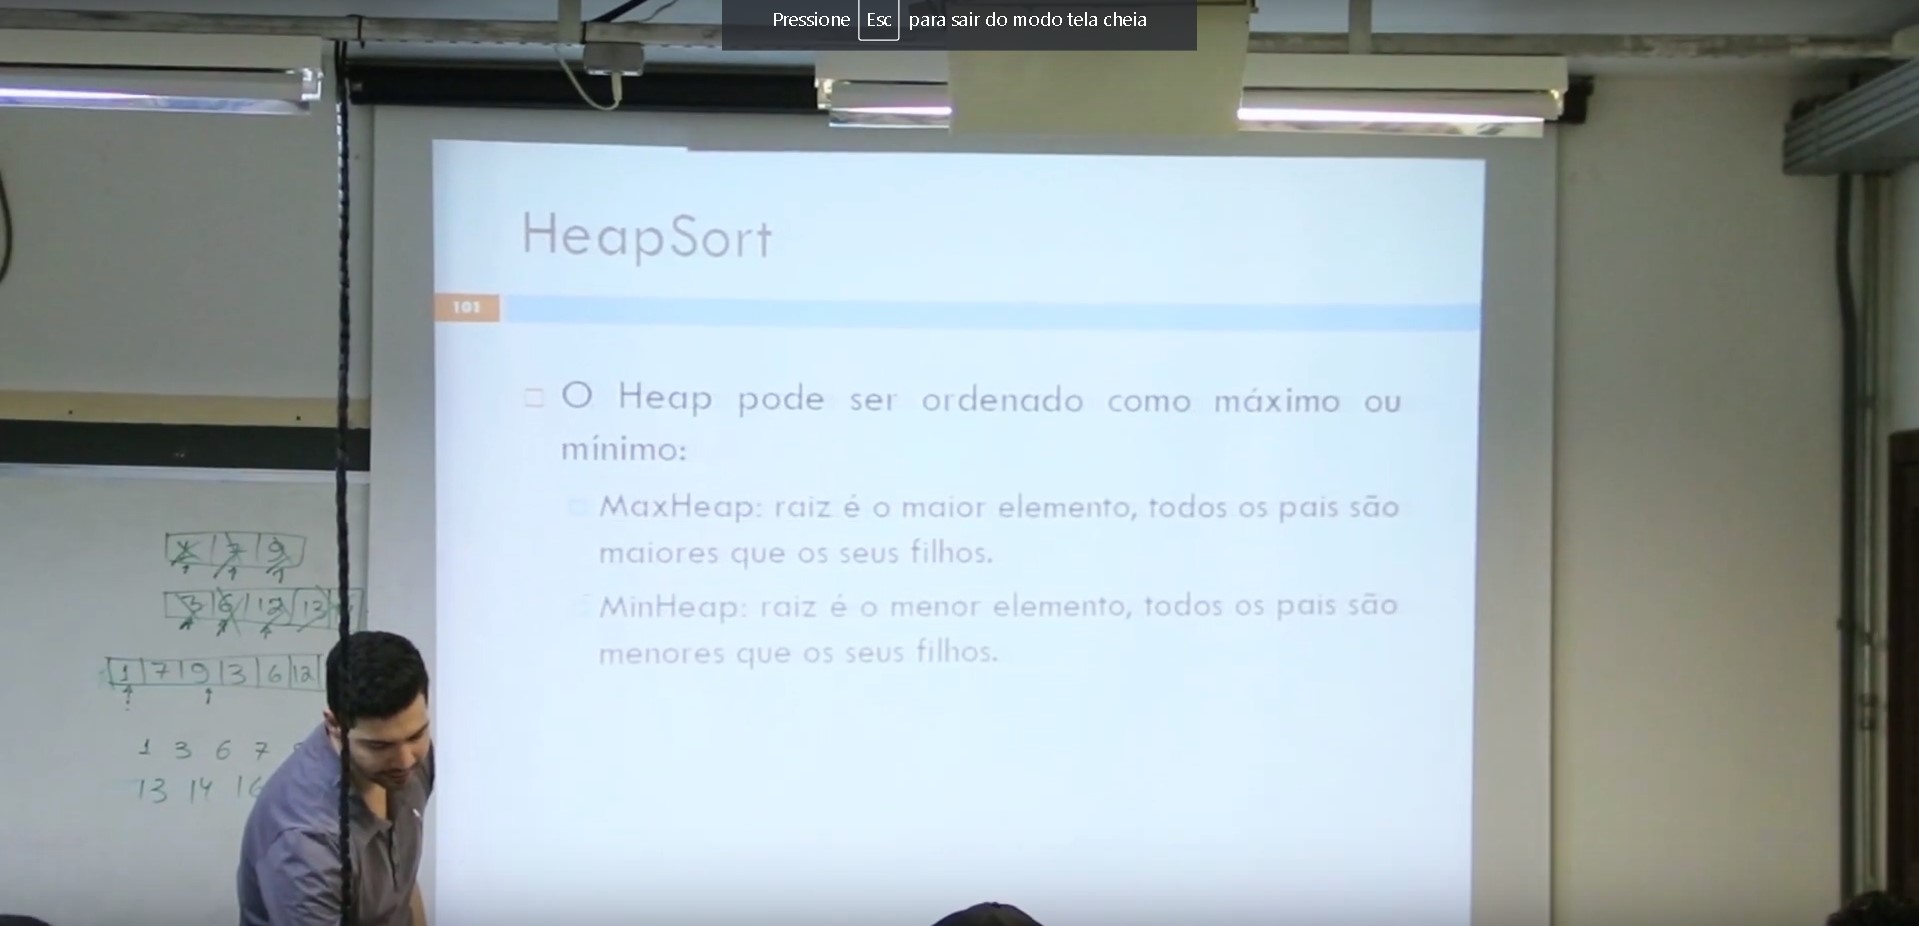 Pressione Esc para sair do modo tela cheia
HeapSort
101
O Heap pode ser ordenado como máximo ou
mínimo:
MaxHeap: raiz é o maior elemento, todos os pais são
maiores que os seus filhos.
MinHeap: raiz é o menor elemento, todos os pais são
menores que os seus filhos.
7 9
3 6 12 13
1 7 9 3 6 12
1 3 6 7
13 14 16